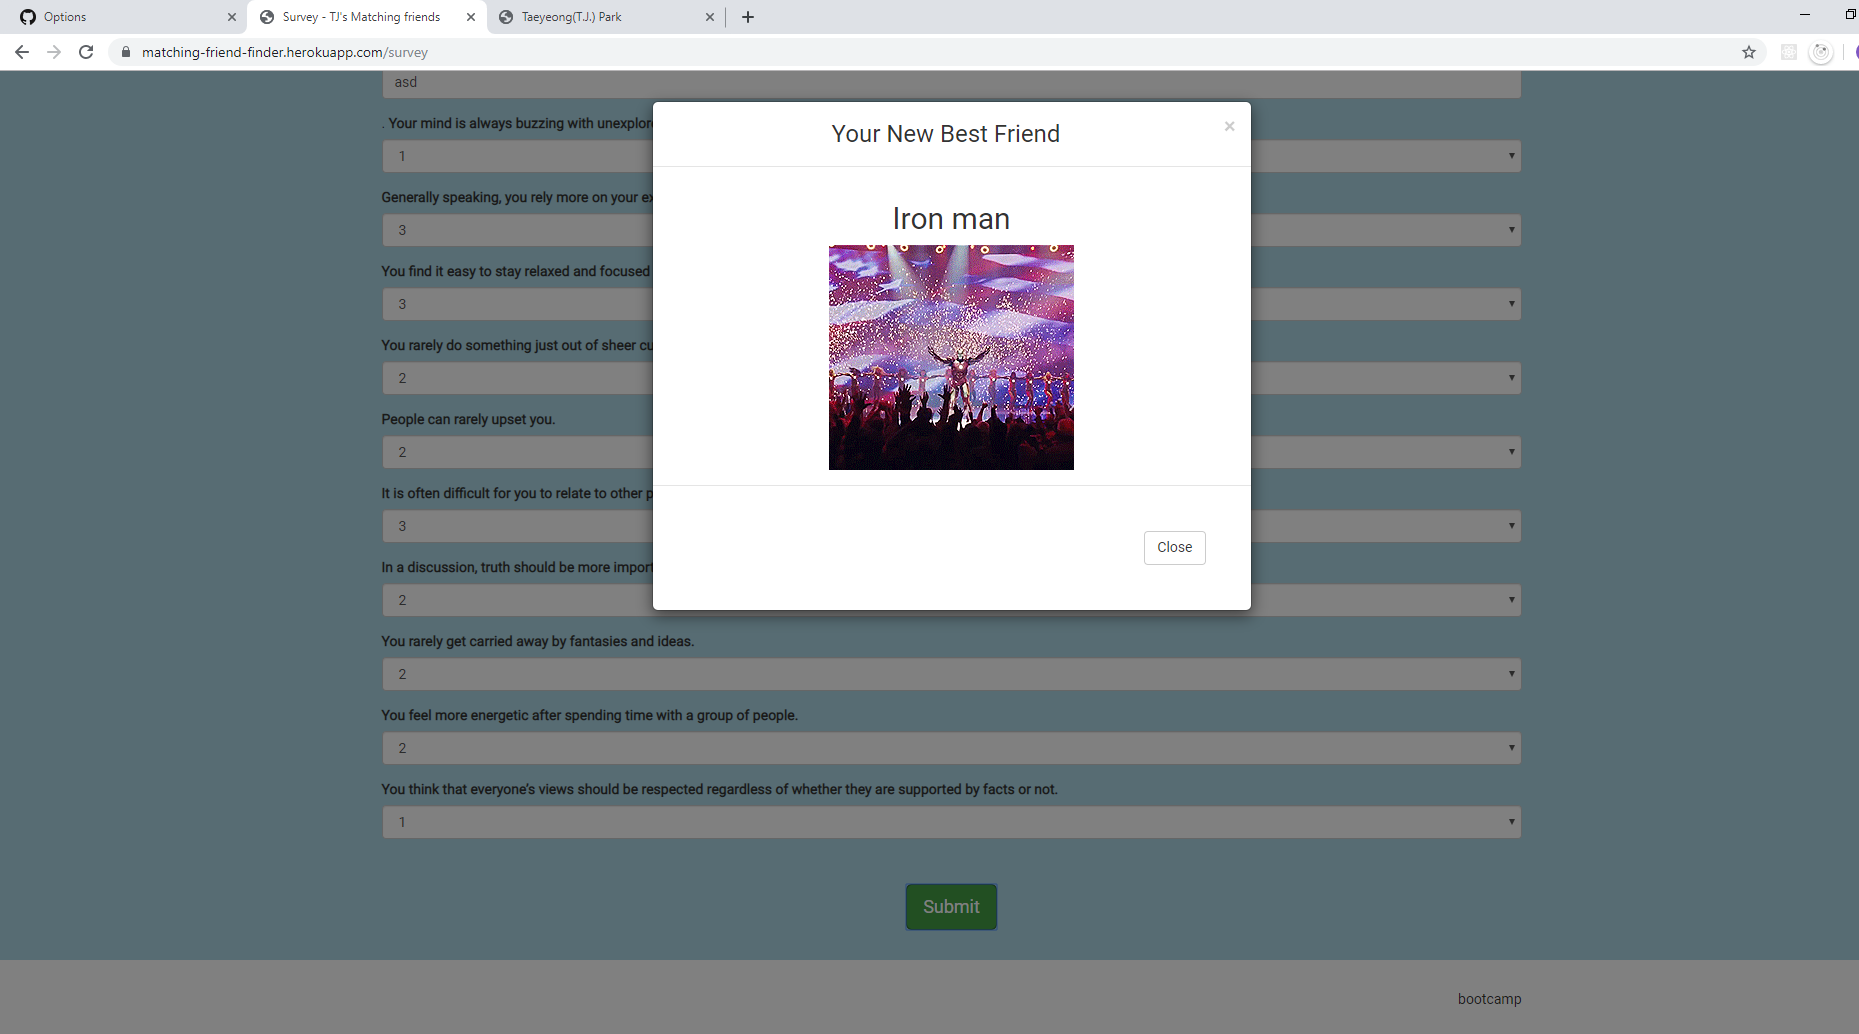 Options
Survey - TJ's Matching friends
Taeyeong(T.J.) Park
matching-friend-finder.herokuapp.com/survey
asd
Your New Best Friend
×
. Your mind is always buzzing with
1
Generally speaking, you rely more on your
3
Iron man
You find it easy to stay relaxed and focused
3
You rarely do something just out of sheer
2
People can rarely upset you.
2
It is often difficult for you to relate to other
3
Close
In a discussion, truth should be more
2
You rarely get carried away by fantasies and ideas.
2
You feel more energetic after spending time with a group of people.
2
You think that everyone's views should be respected regardless of whether they are supported by facts or not.
1
Submit
bootcamp